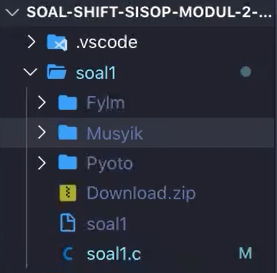 SOAL-SHIFT-SISOP-MODUL-2-...
.vscode
soal1
Fylm
Musyik
Pyoto
Download.zip
soal1
C soal1.c M